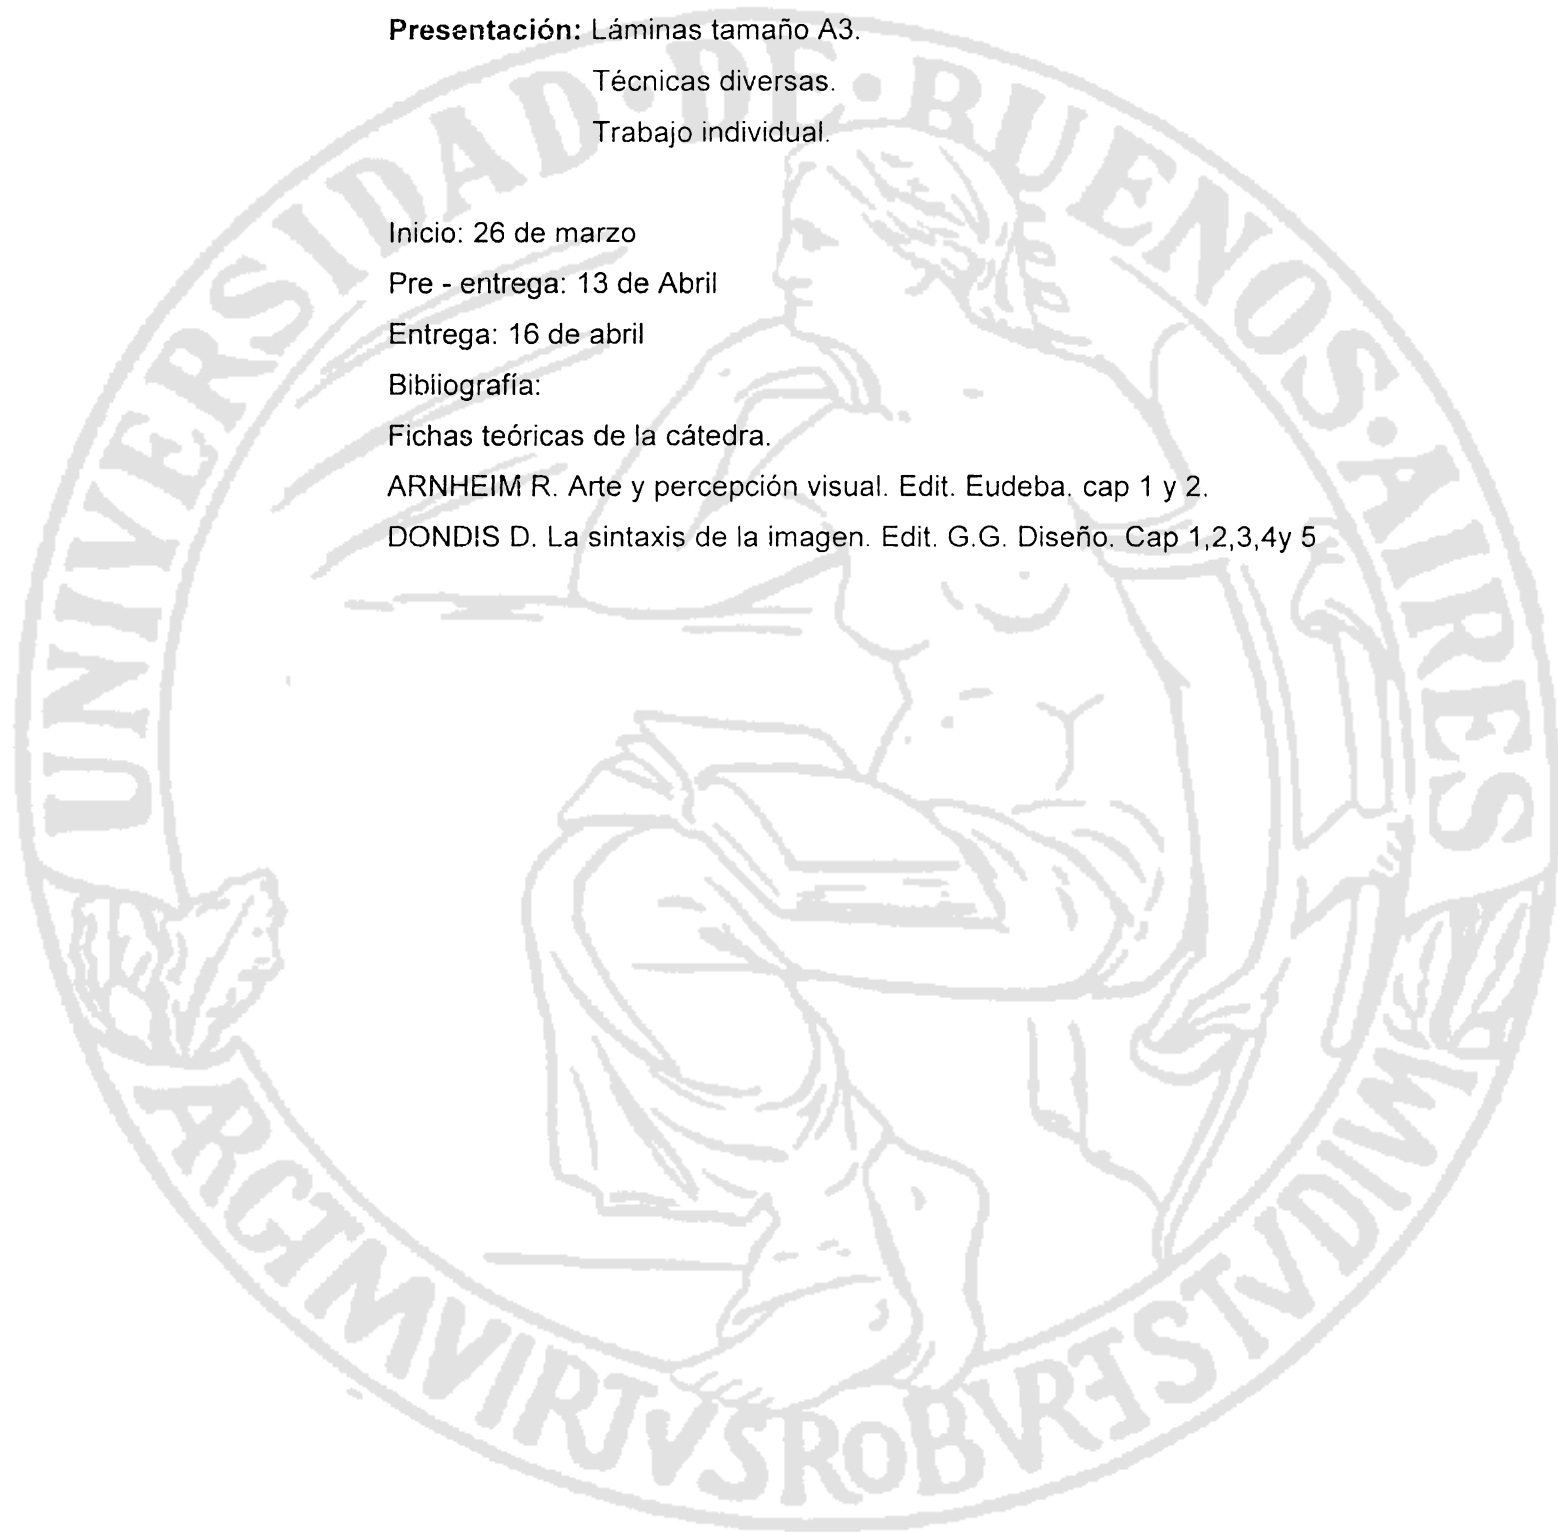 Presentación: Láminas tamaño A3.
Técnicas diversas.
Trabajo individual.
Inicio: 26 de marzo
Pre - entrega: 13 de Abril
Entrega: 16 de abril
Bibliografía:
Fichas teóricas de la cátedra.
ARNHEIM R. Arte y percepción visual. Edit. Eudeba. cap 1 y 2.
DONDIS D. La sintaxis de la imagen. Edit. G.G. Diseño. Cap 1,2,3,4y 5
UNIVERSIDAD • DE • BUENOS • AIRES
ARGTMVIRTVSROBVRETSTVDIVM